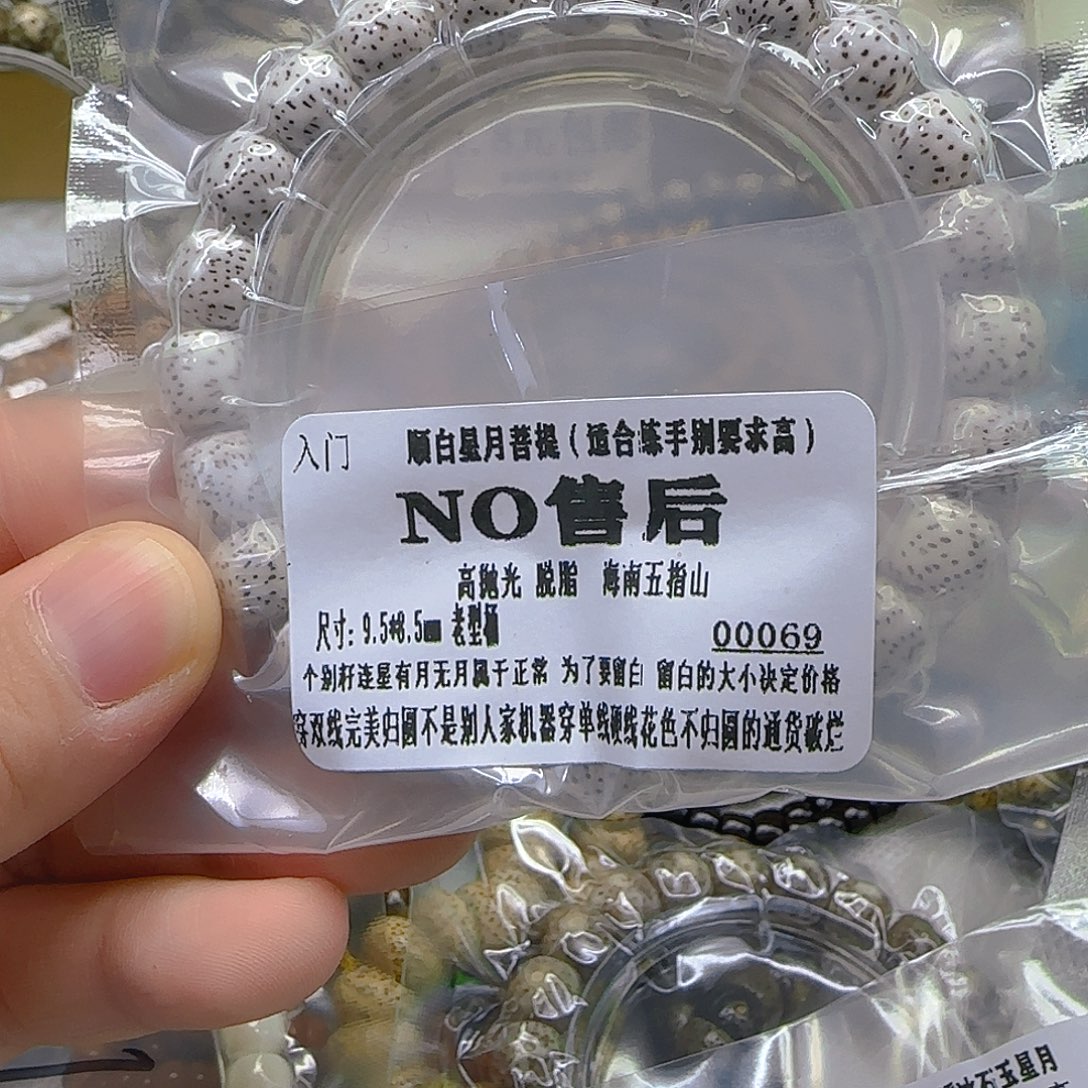 入门 顺白星月菩提（适合练手别要求高）
NO售后
高抛光 脱脂 海南五指山
尺寸：9.5*8.5mm 老型桶
00069
个别籽连星有月无月属于正常 为了要留白 留白的大小决定价格
穿双线完美归圆不是别人家机器穿单线硬线花色不归圆的通货破烂
玉星月